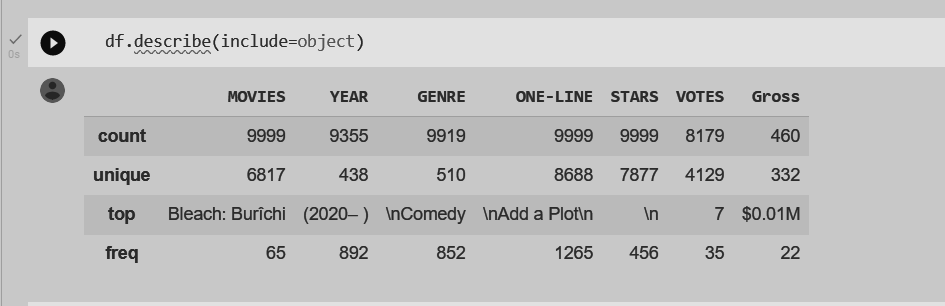 df.describe(include=object)
0s
MOVIES YEAR GENRE ONE-LINE STARS VOTES Gross
count 9999 9355 9919 9999 9999 8179 460
unique 6817 438 510 8688 7877 4129 332
top Bleach: Burîchi (2020– ) \nComedy \nAdd a Plot\n \n 7 $0.01M
freq 65 892 852 1265 456 35 22